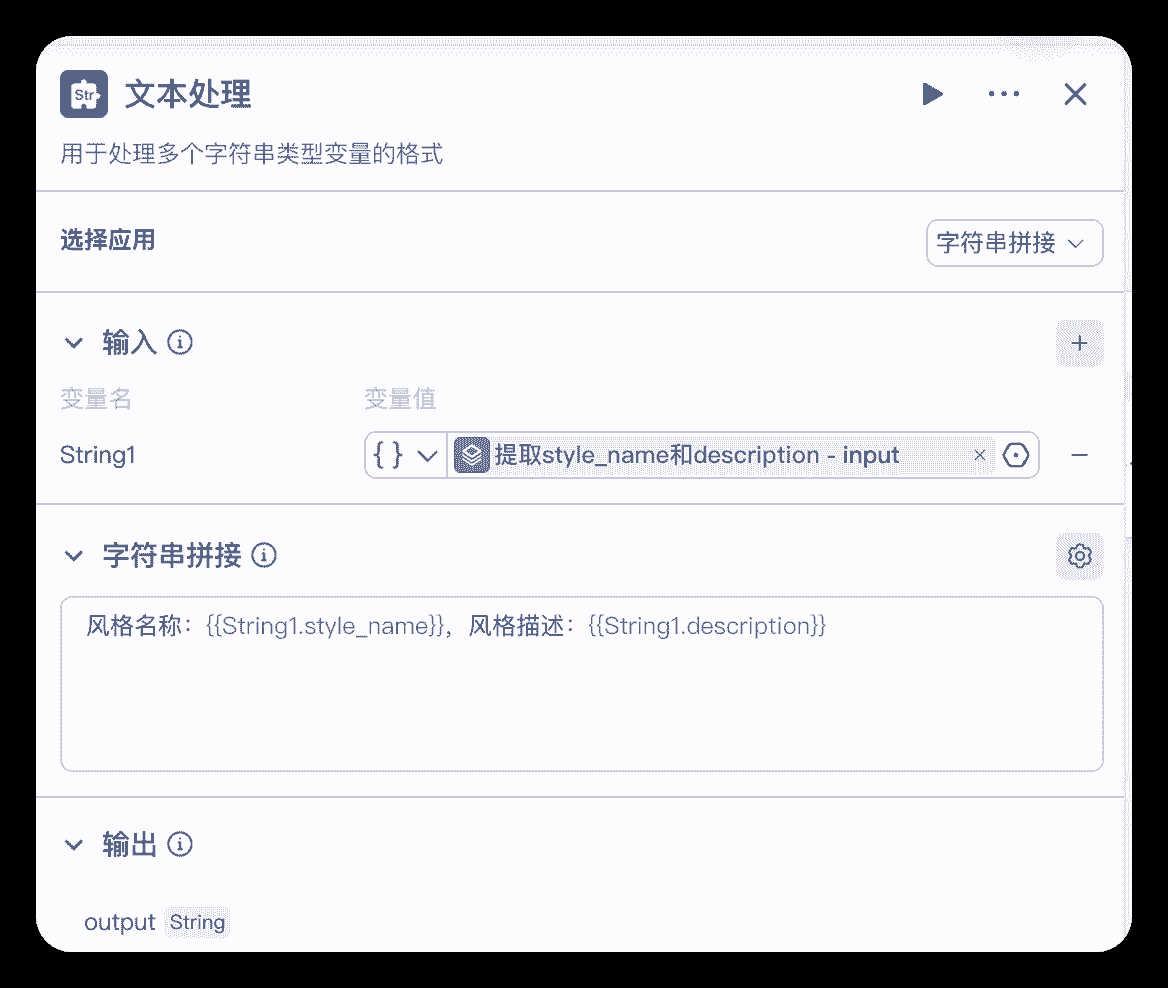 Str
文本处理
用于处理多个字符串类型变量的格式
选择应用
字符串拼接
输入
变量名 变量值
String1 {} 提取style_name和description - input
字符串拼接
风格名称：{{String1.style_name}}，风格描述：{{String1.description}}
输出
output String